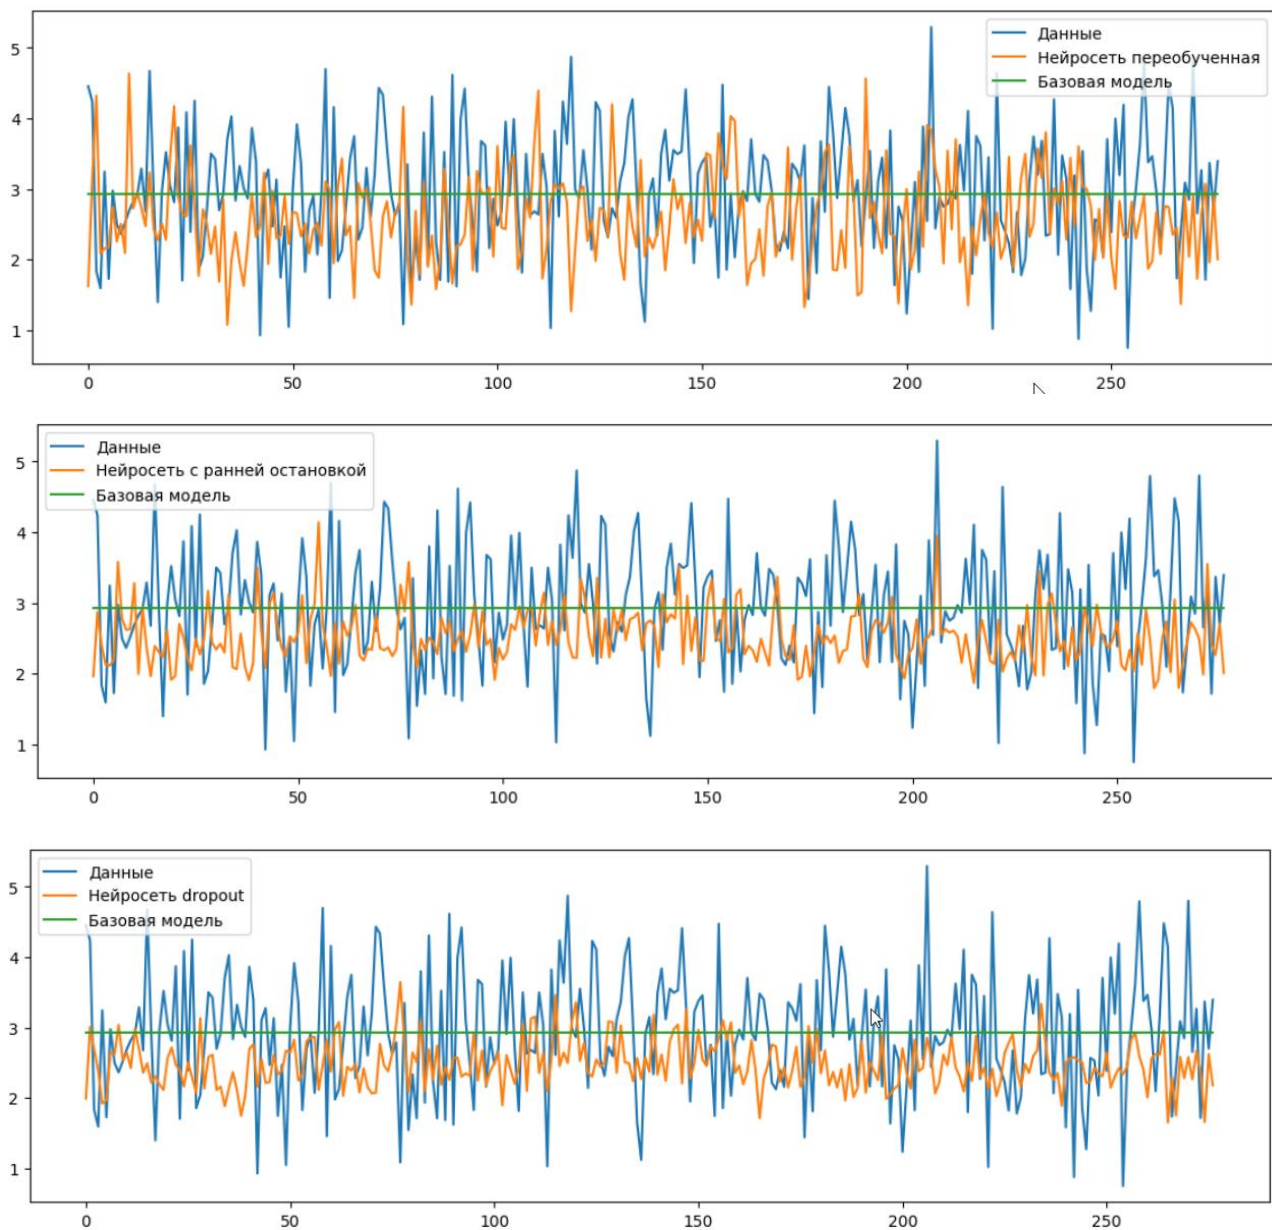 Данные
Нейросеть переобученная
Базовая модель
5
4
3
2
1
0 50 100 150 200 250
Данные
Нейросеть с ранней остановкой
Базовая модель
5
4
3
2
1
0 50 100 150 200 250
Данные
Нейросеть dropout
Базовая модель
5
4
3
2
1
0 50 100 150 200 250